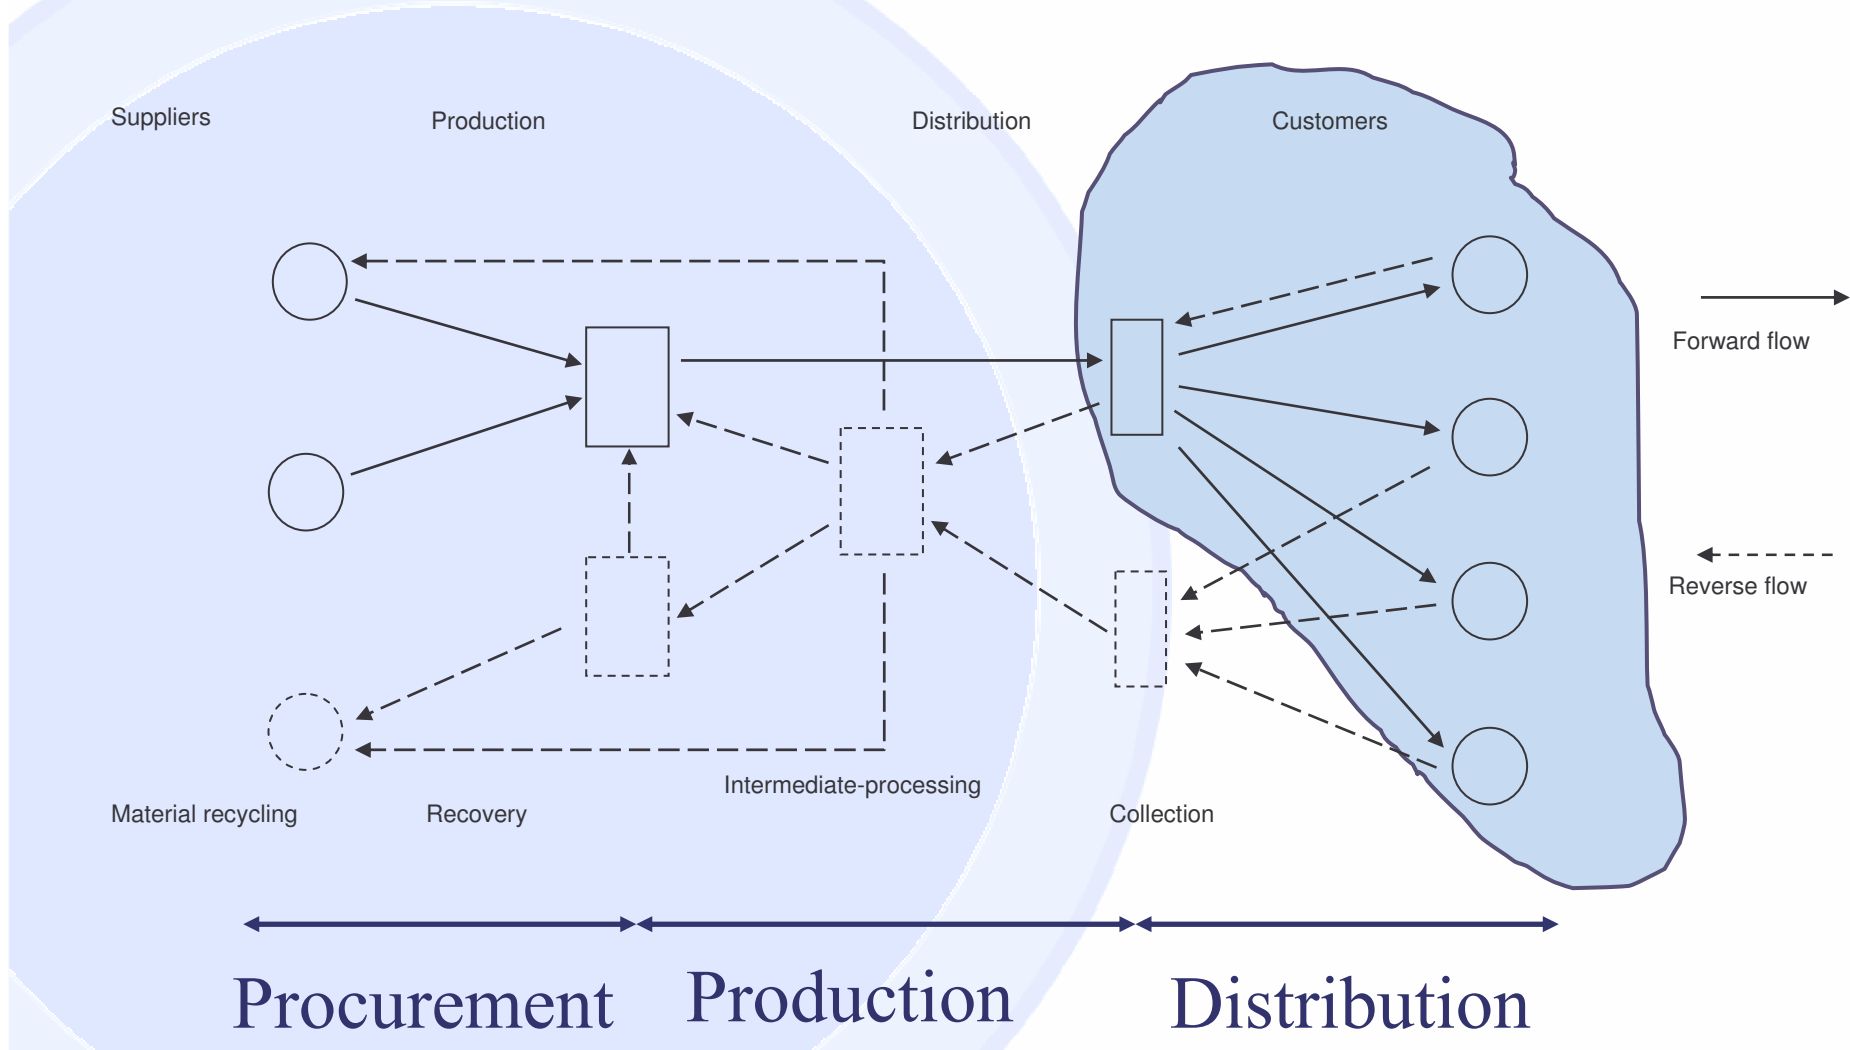 Suppliers
Production
Distribution
Customers
Forward flow
Reverse flow
Intermediate-processing
Material recycling
Recovery
Collection
Procurement
Production
Distribution